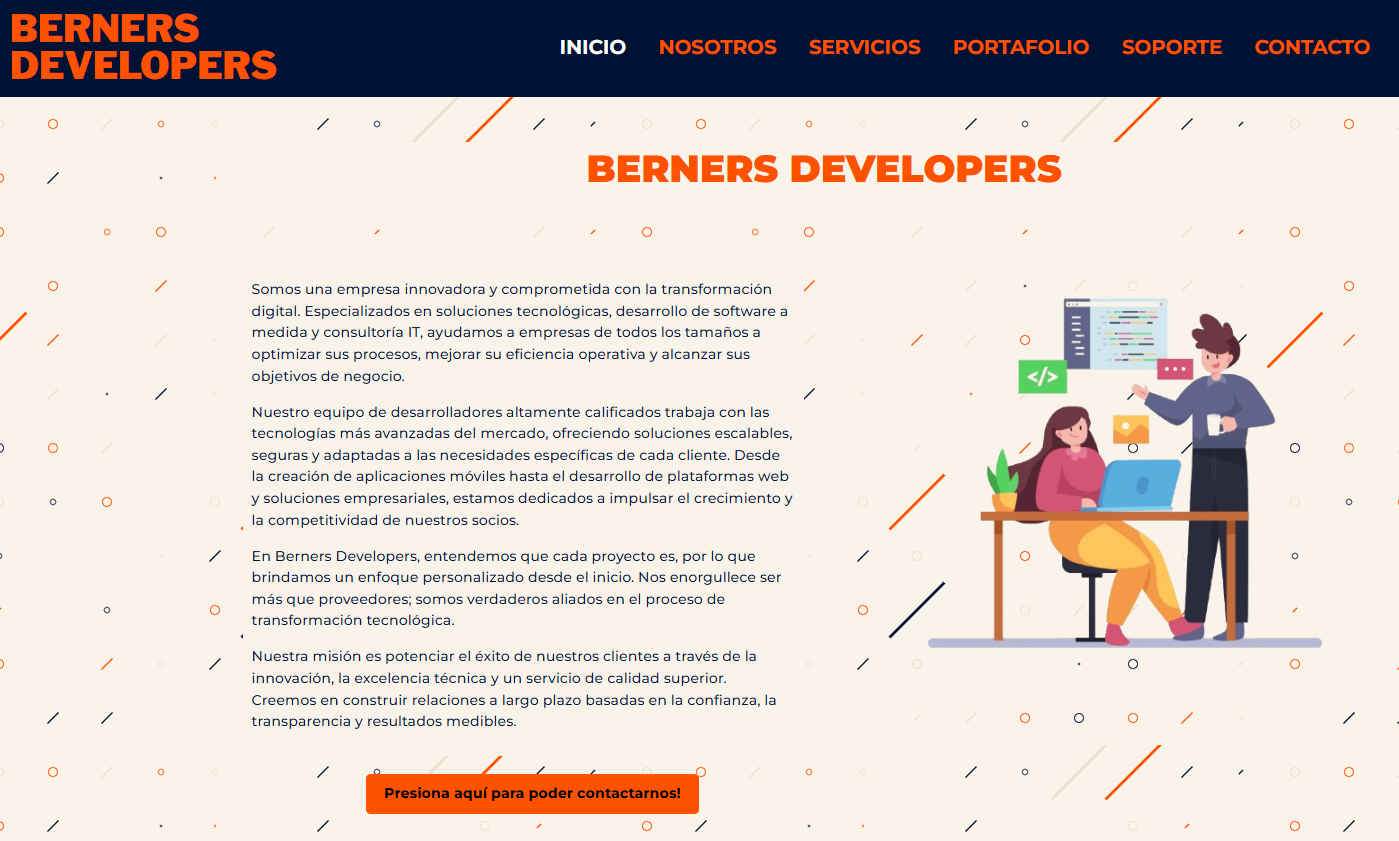 BERNERS
DEVELOPERS
INICIO NOSOTROS SERVICIOS PORTAFOLIO SOPORTE CONTACTO
BERNERS DEVELOPERS
Somos una empresa innovadora y comprometida con la transformación
digital. Especializados en soluciones tecnológicas, desarrollo de software a
medida y consultoría IT, ayudamos a empresas de todos los tamaños a
optimizar sus procesos, mejorar su eficiencia operativa y alcanzar sus
objetivos de negocio.
Nuestro equipo de desarrolladores altamente calificados trabaja con las
tecnologías más avanzadas del mercado, ofreciendo soluciones escalables,
seguras y adaptadas a las necesidades específicas de cada cliente. Desde
la creación de aplicaciones móviles hasta el desarrollo de plataformas web
y soluciones empresariales, estamos dedicados a impulsar el crecimiento y
la competitividad de nuestros socios.
En Berners Developers, entendemos que cada proyecto es, por lo que
brindamos un enfoque personalizado desde el inicio. Nos enorgullece ser
más que proveedores; somos verdaderos aliados en el proceso de
transformación tecnológica.
Nuestra misión es potenciar el éxito de nuestros clientes a través de la
innovación, la excelencia técnica y un servicio de calidad superior.
Creemos en construir relaciones a largo plazo basadas en la confianza, la
transparencia y resultados medibles.
</>
Presiona aquí para poder contactarnos!